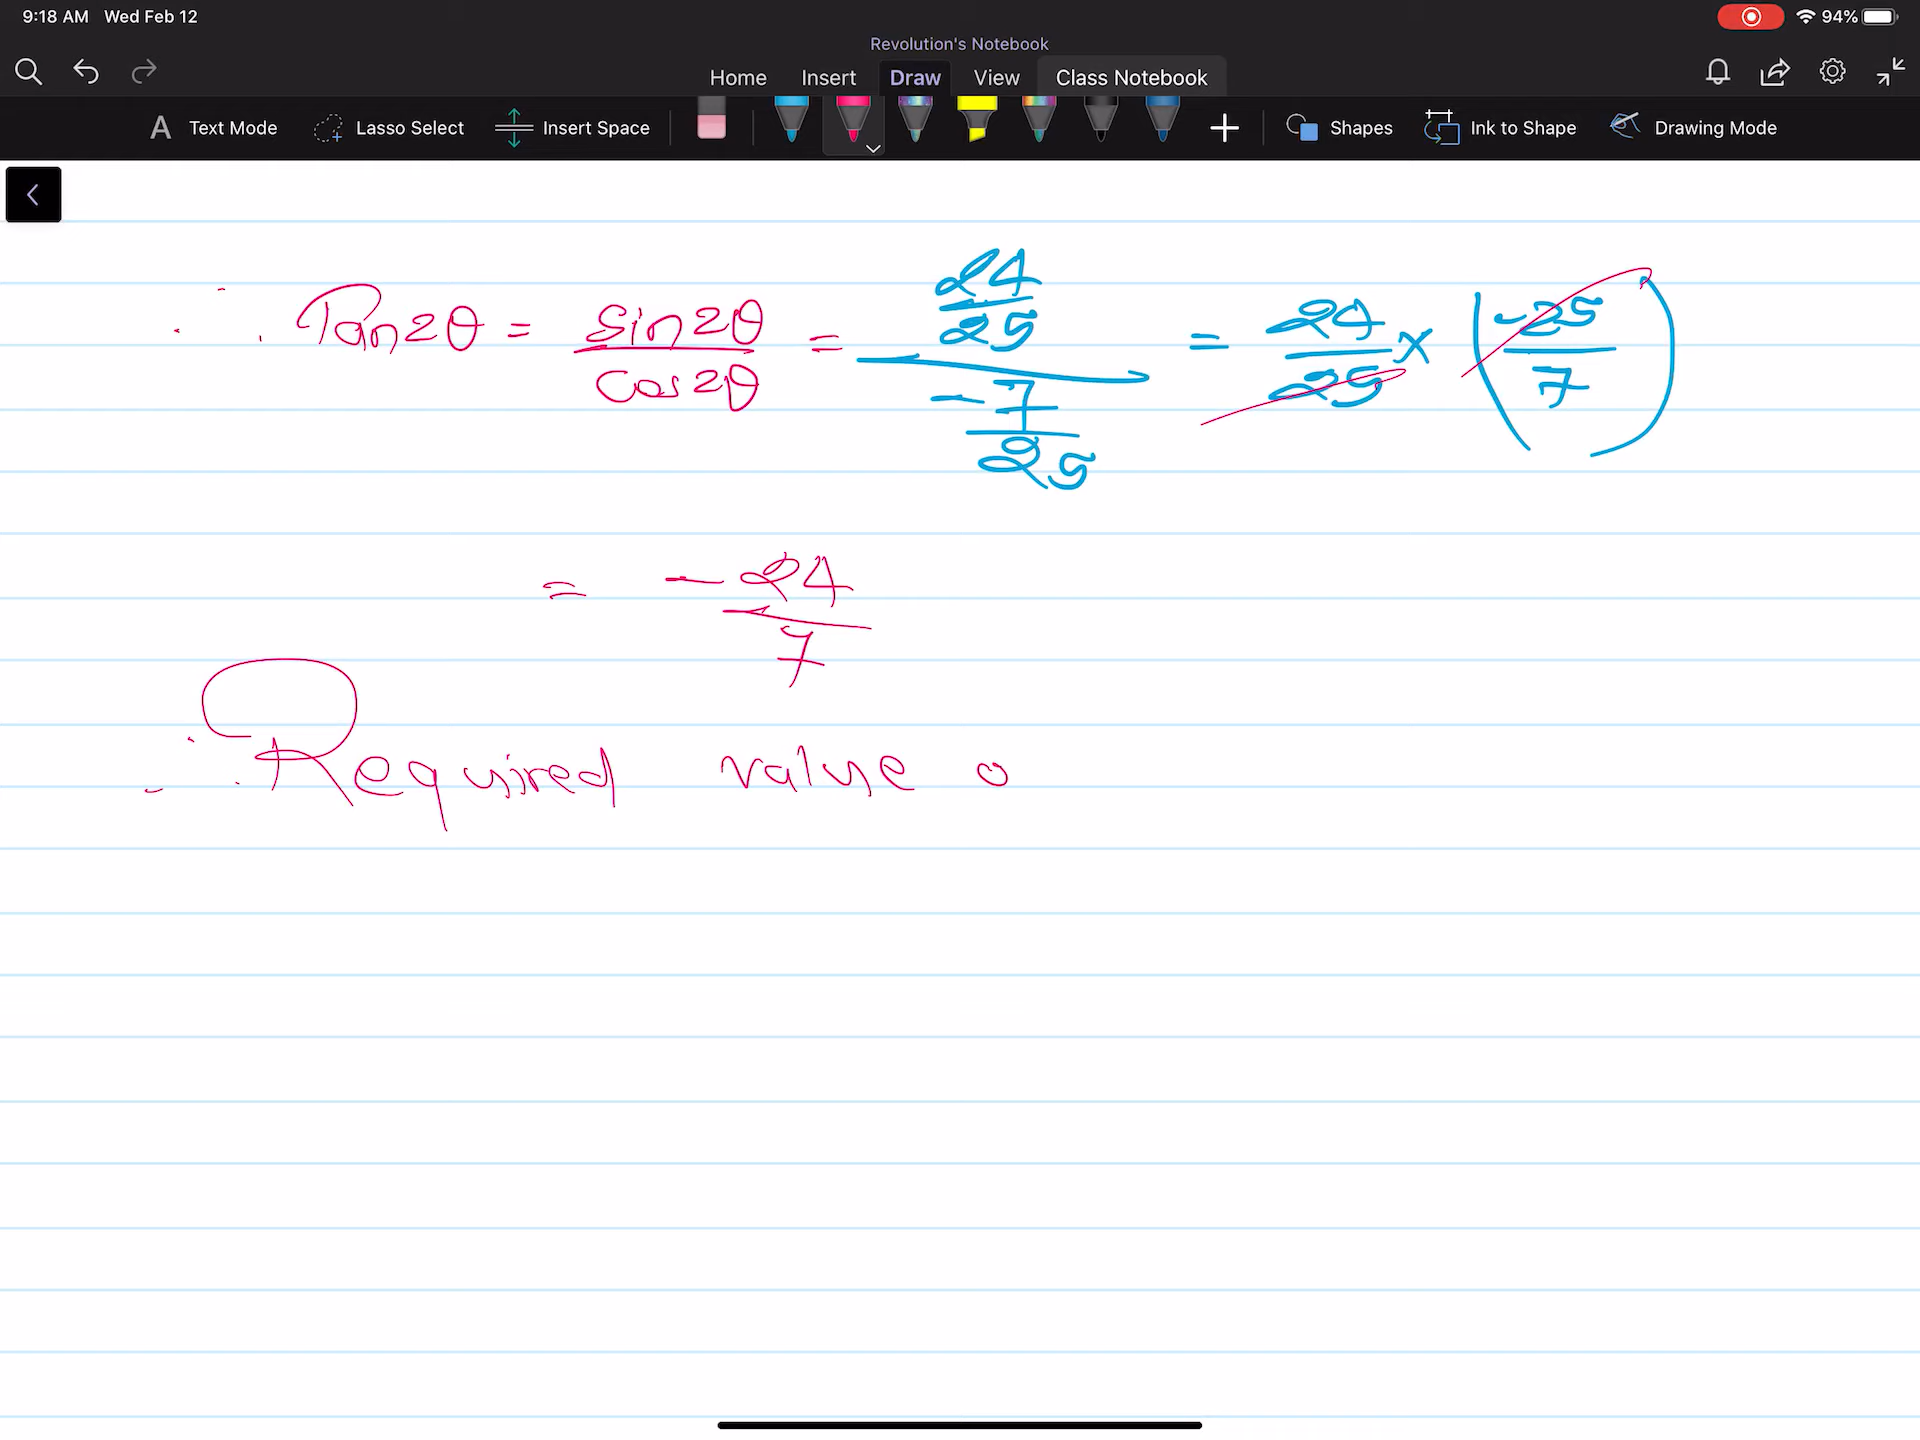 9:18 AM Wed Feb 12 94%
Revolution's Notebook
Home Insert Draw View Class Notebook
Text Mode Lasso Select Insert Space Shapes Ink to Shape Drawing Mode
∴ Tan2θ = sin2θ/cos2θ = (24/25)/(-7/25) = 24/25 × (-25/7)
= -24/7
∴ Required value o